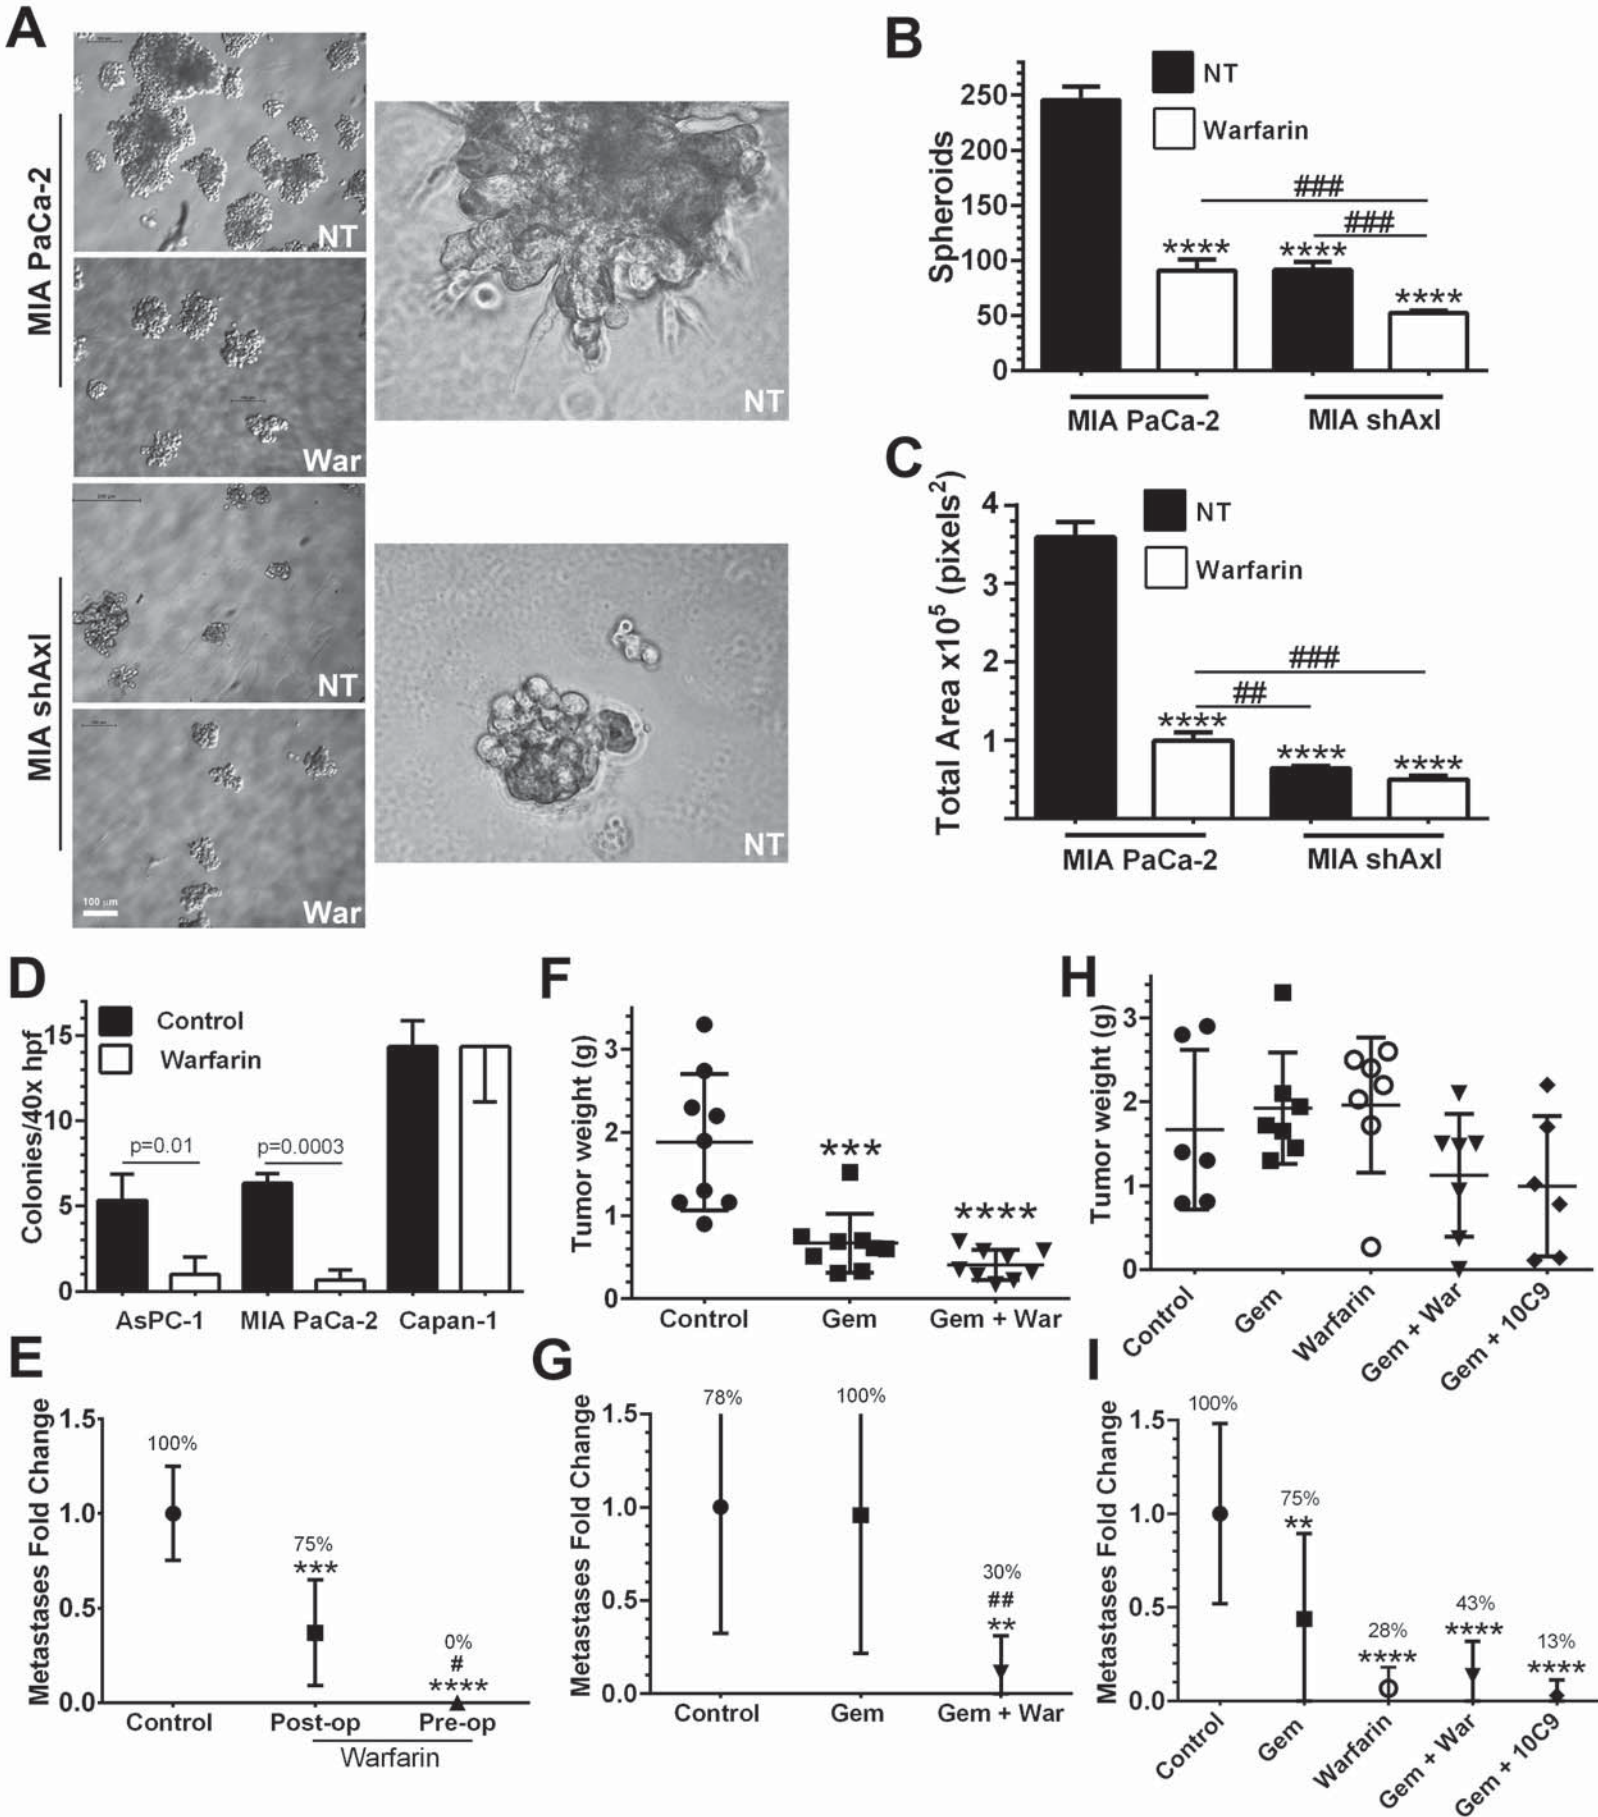 A
MIA PaCa-2
NT
War
NT
MIA shAxl
NT
War
100 µm
NT
B
Spheroids
250
200
150
100
50
0
NT
Warfarin
###
###
****
****
****
MIA PaCa-2
MIA shAxl
C
Total Area x10⁵ (pixels²)
4
3
2
1
NT
Warfarin
###
##
****
****
****
MIA PaCa-2
MIA shAxl
D
Colonies/40x hpf
15
10
5
0
Control
Warfarin
p=0.01
p=0.0003
AsPC-1
MIA PaCa-2
Capan-1
F
Tumor weight (g)
3
2
1
0
***
****
Control
Gem
Gem + War
H
Tumor weight (g)
3
2
1
0
Control
Gem
Warfarin
Gem + War
Gem + 10C9
E
Metastases Fold Change
1.5
1.0
0.5
0.0
100%
75%
***
0%
#
****
Control
Post-op
Pre-op
Warfarin
G
Metastases Fold Change
1.5
1.0
0.5
0.0
78%
100%
30%
##
**
Control
Gem
Gem + War
I
Metastases Fold Change
1.5
1.0
0.5
0.0
100%
75%
**
28%
****
43%
****
13%
****
Control
Gem
Warfarin
Gem + War
Gem + 10C9